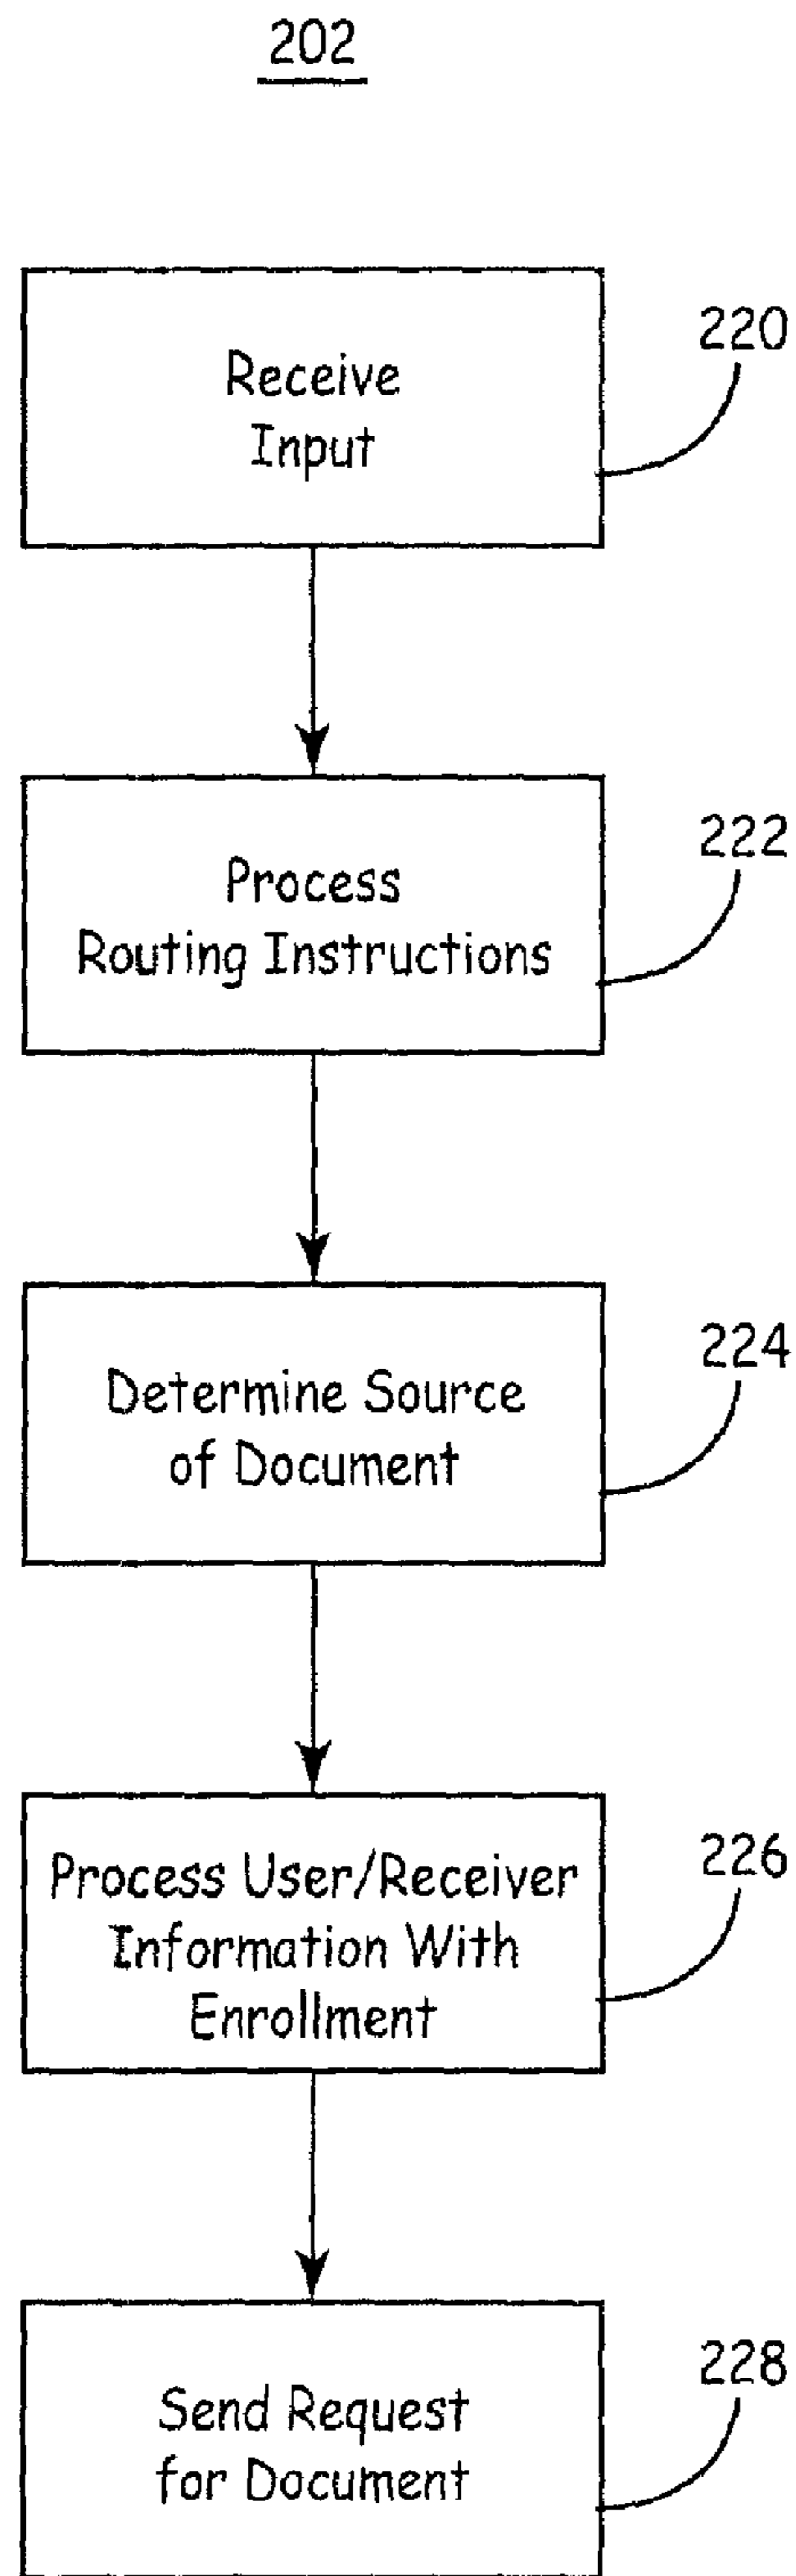 202
Receive
Input
220
Process
Routing Instructions
222
Determine Source
of Document
224
Process User/Receiver
Information With
Enrollment
226
Send Request
for Document
228